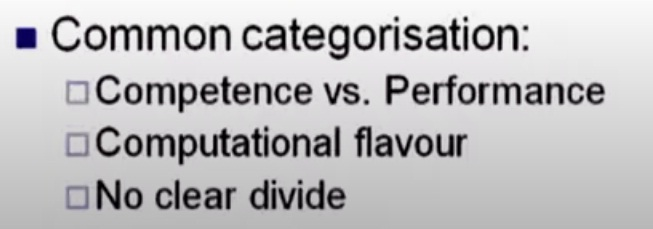 Common categorisation:
Competence vs. Performance
Computational flavour
No clear divide